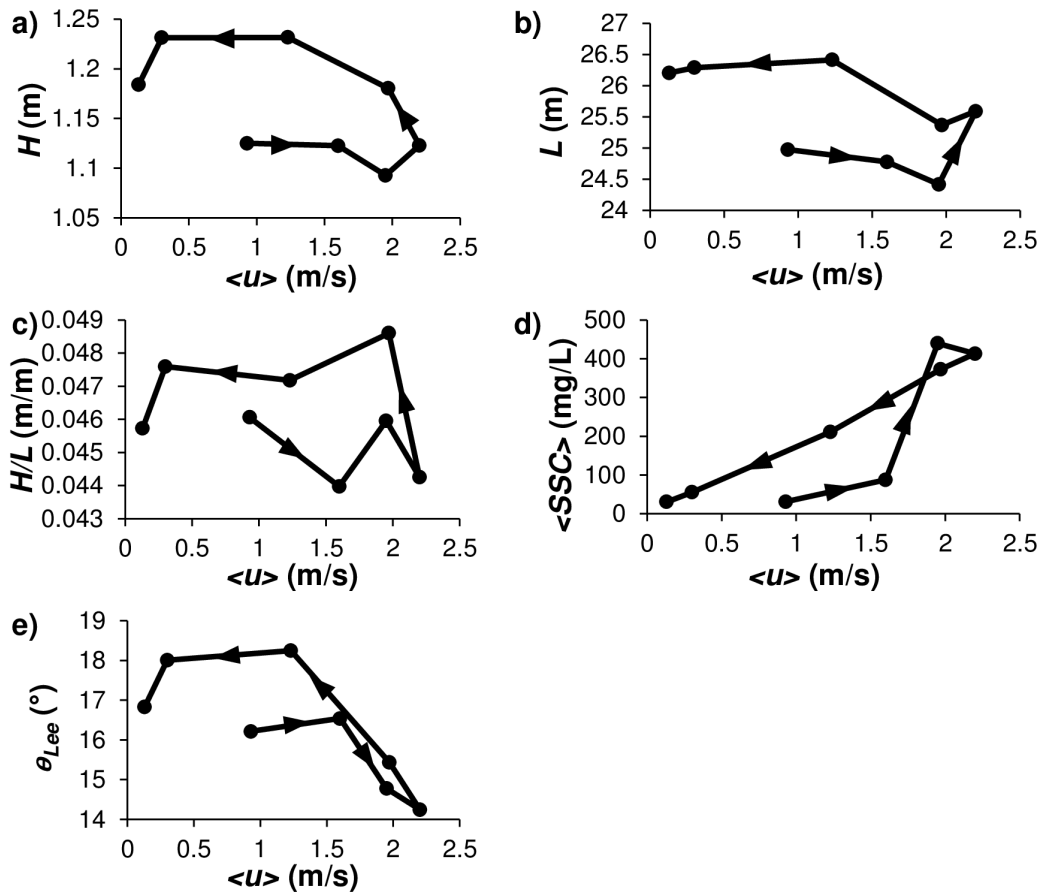 a)
1.25
1.2
1.15
1.1
1.05
H (m)
0 0.5 1 1.5 2 2.5
<u> (m/s)
b)
27
26.5
26
25.5
25
24.5
24
L (m)
0 0.5 1 1.5 2 2.5
<u> (m/s)
c)
0.049
0.048
0.047
0.046
0.045
0.044
0.043
H/L (m/m)
0 0.5 1 1.5 2 2.5
<u> (m/s)
d)
500
400
300
200
100
0
<SSC> (mg/L)
0 0.5 1 1.5 2 2.5
<u> (m/s)
e)
19
18
17
16
15
14
θLee (°)
0 0.5 1 1.5 2 2.5
<u> (m/s)